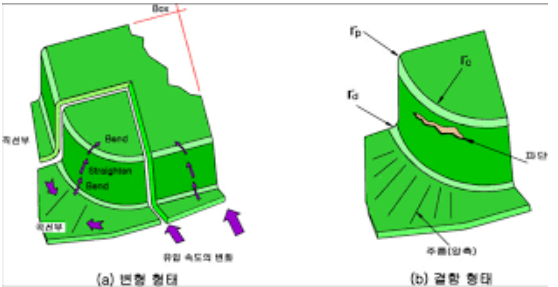 Box
직선부
Bend
Straighten
Bend
곡선부
유입 속도의 변화
(a) 변형 형태
rp
rc
rd
파단
주름(압축)
(b) 결함 형태